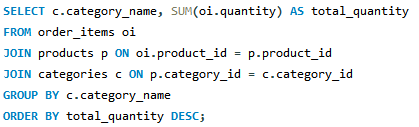 SELECT c.category_name, SUM(oi.quantity) AS total_quantity
FROM order_items oi
JOIN products p ON oi.product_id = p.product_id
JOIN categories c ON p.category_id = c.category_id
GROUP BY c.category_name
ORDER BY total_quantity DESC;